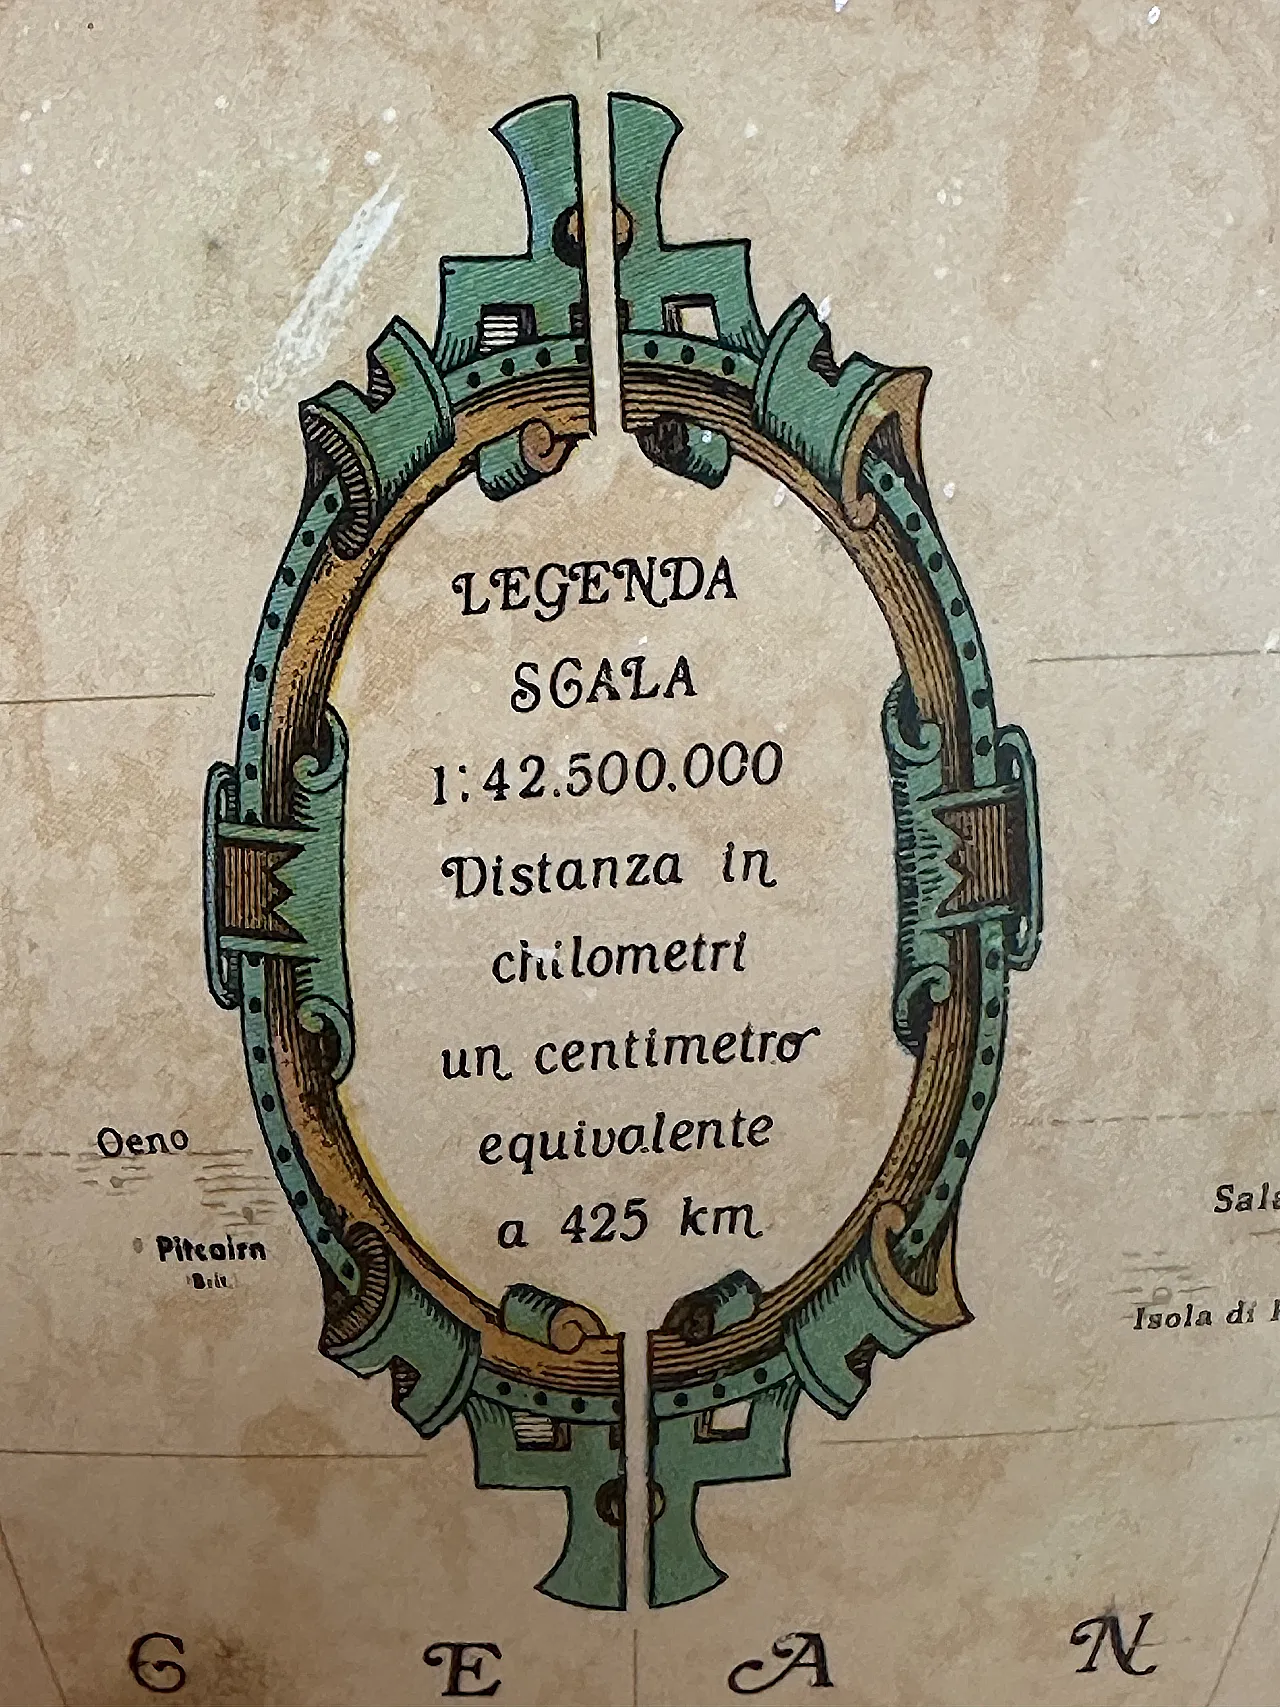 LEGENDA
SCALA
1:42.500.000
Distanza in
chilometri
un centimetro
equivalente
a 425 km
Oeno
Pitcairn
Brit.
Isola di
C E A N